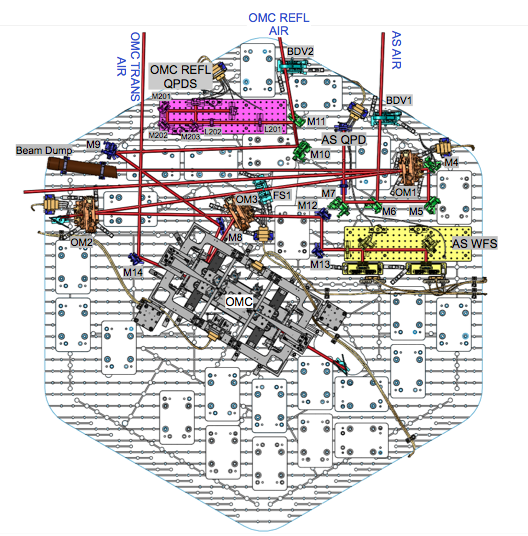 OMC REFL
AIR
OMC TRANS
AIR
AS AIR
BDV2
OMC REFL
QPDS
M201
BDV1
L202
L201
M202
M203
M11
AS QPD
M9
M10
Beam Dump
M4
OM1
OM3
FS1
M7
M12
M6
M5
OM2
M8
AS WFS
M14
M13
OMC